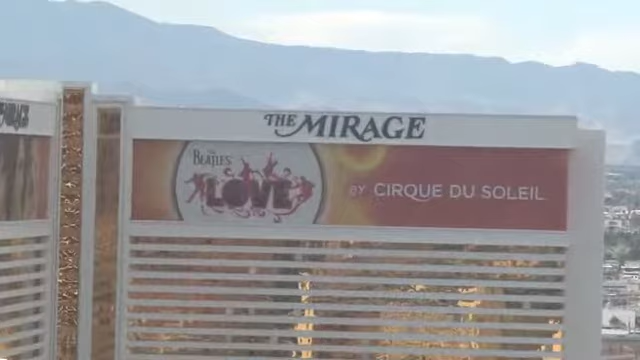 THE MIRAGE
THE
BEATLES
LOVE
BY CIRQUE DU SOLEIL